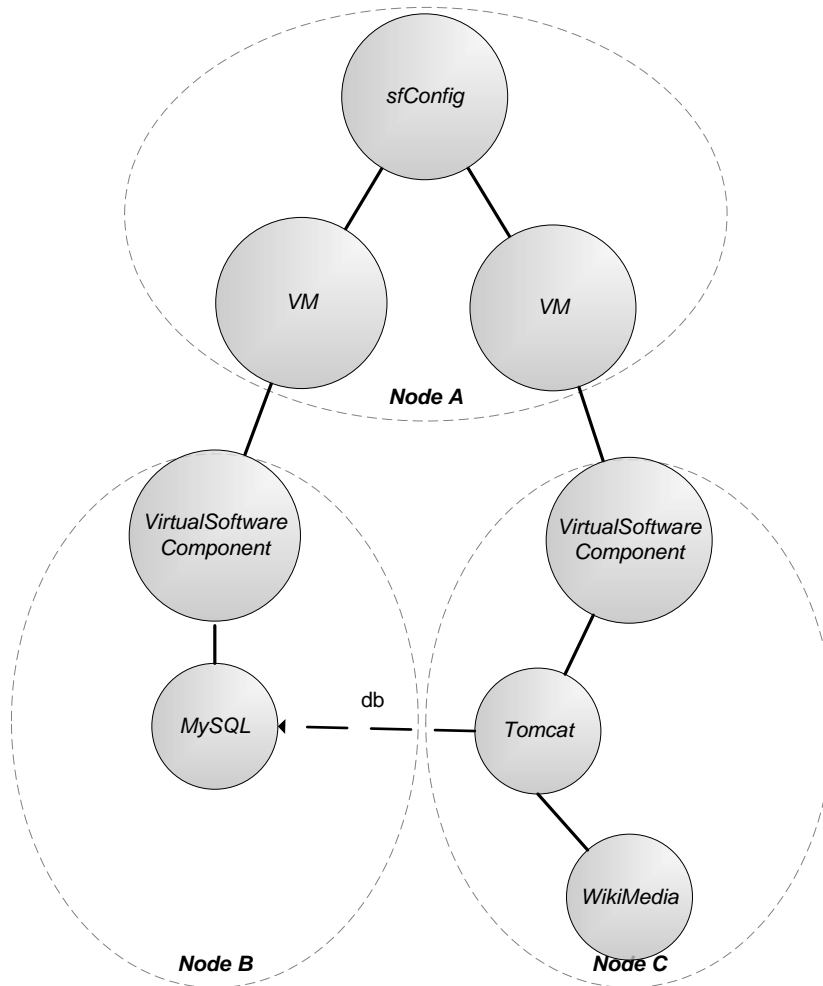 sfConfig
VM
VM
Node A
VirtualSoftware
Component
VirtualSoftware
Component
db
MySQL
Tomcat
WikiMedia
Node B
Node C